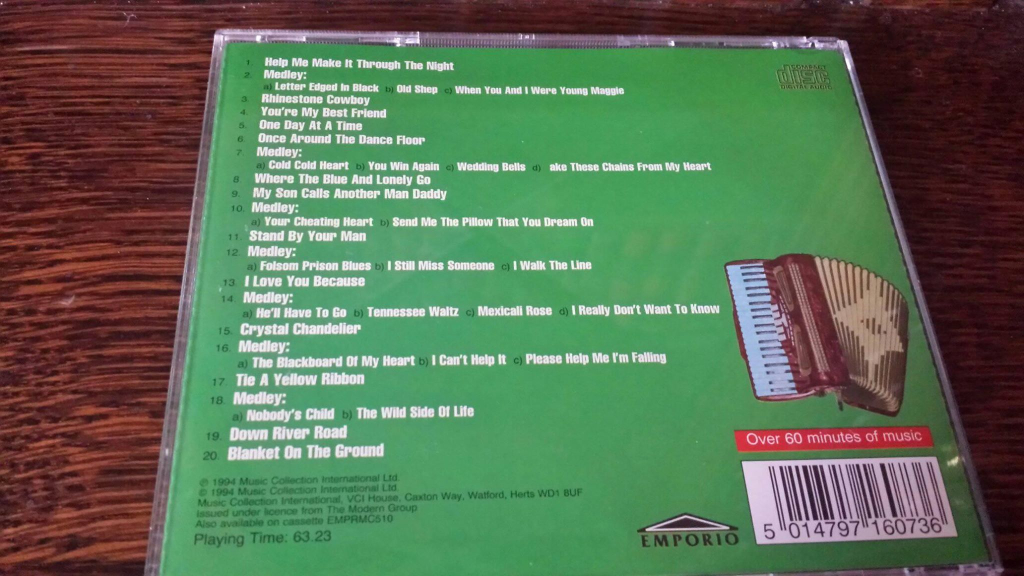 1. Help Me Make It Through The Night
2. Medley:
a) Letter Edged In Black b) Old Shep c) When You And I Were Young Maggie
3. Rhinestone Cowboy
4. You're My Best Friend
5. One Day At A Time
6. Once Around The Dance Floor
7. Medley:
a) Cold Cold Heart b) You Win Again c) Wedding Bells d) ake These Chains From My Heart
8 Where The Blue And Lonely Go
9. My Son Calls Another Man Daddy
10. Medley:
a) Your Cheating Heart b) Send Me The Pillow That You Dream On
11. Stand By Your Man
12. Medley:
a) Folsom Prison Blues b) I Still Miss Someone c) I Walk The Line
13. I Love You Because
14. Medley:
a) He'll Have To Go b) Tennessee Waltz c) Mexicali Rose d) I Really Don't Want To Know
15. Crystal Chandelier
16. Medley:
a) The Blackboard Of My Heart b) I Can't Help It c) Please Help Me I'm Falling
17. Tie A Yellow Ribbon
18. Medley:
a) Nobody's Child b) The Wild Side Of Life
19. Down River Road
20. Blanket On The Ground
COMPACT
disc
DIGITAL AUDIO
Over 60 minutes of music
℗ 1994 Music Collection International Ltd.
© 1994 Music Collection International Ltd.
Music Collection International, VCI House, Caxton Way, Watford, Herts WD1 8UF
Issued under licence from The Modern Group
Also available on cassette EMPRMC510
Playing Time: 63.23
EMPORIO
5 014797 160736